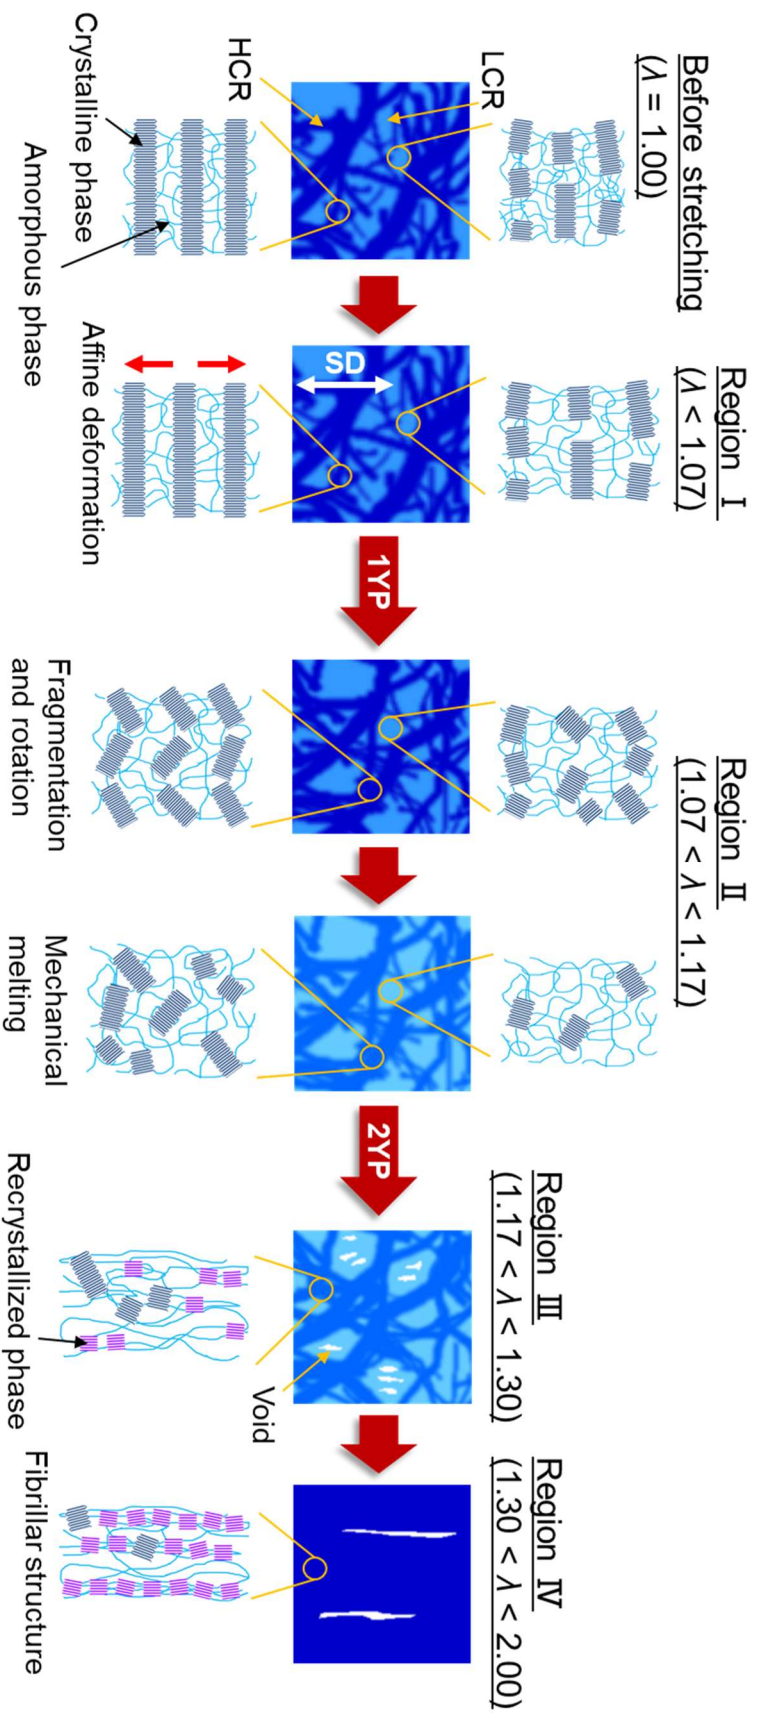 Before stretching
(λ = 1.00)
LCR
HCR
Crystalline phase
Amorphous phase
Region Ⅰ
(λ < 1.07)
SD
Affine deformation
1YP
Region Ⅱ
(1.07 < λ < 1.17)
Fragmentation
and rotation
Mechanical
melting
2YP
Region Ⅲ
(1.17 < λ < 1.30)
Void
Recrystallized phase
Region Ⅳ
(1.30 < λ < 2.00)
Fibrillar structure